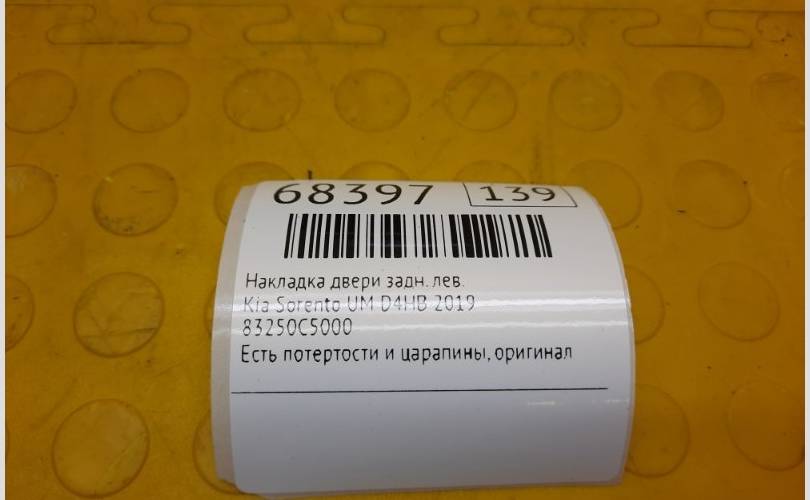 68397 139
Накладка двери задн. лев.
Kia Sorento UM D4HB 2019
83250C5000
Есть потертости и царапины, оригинал